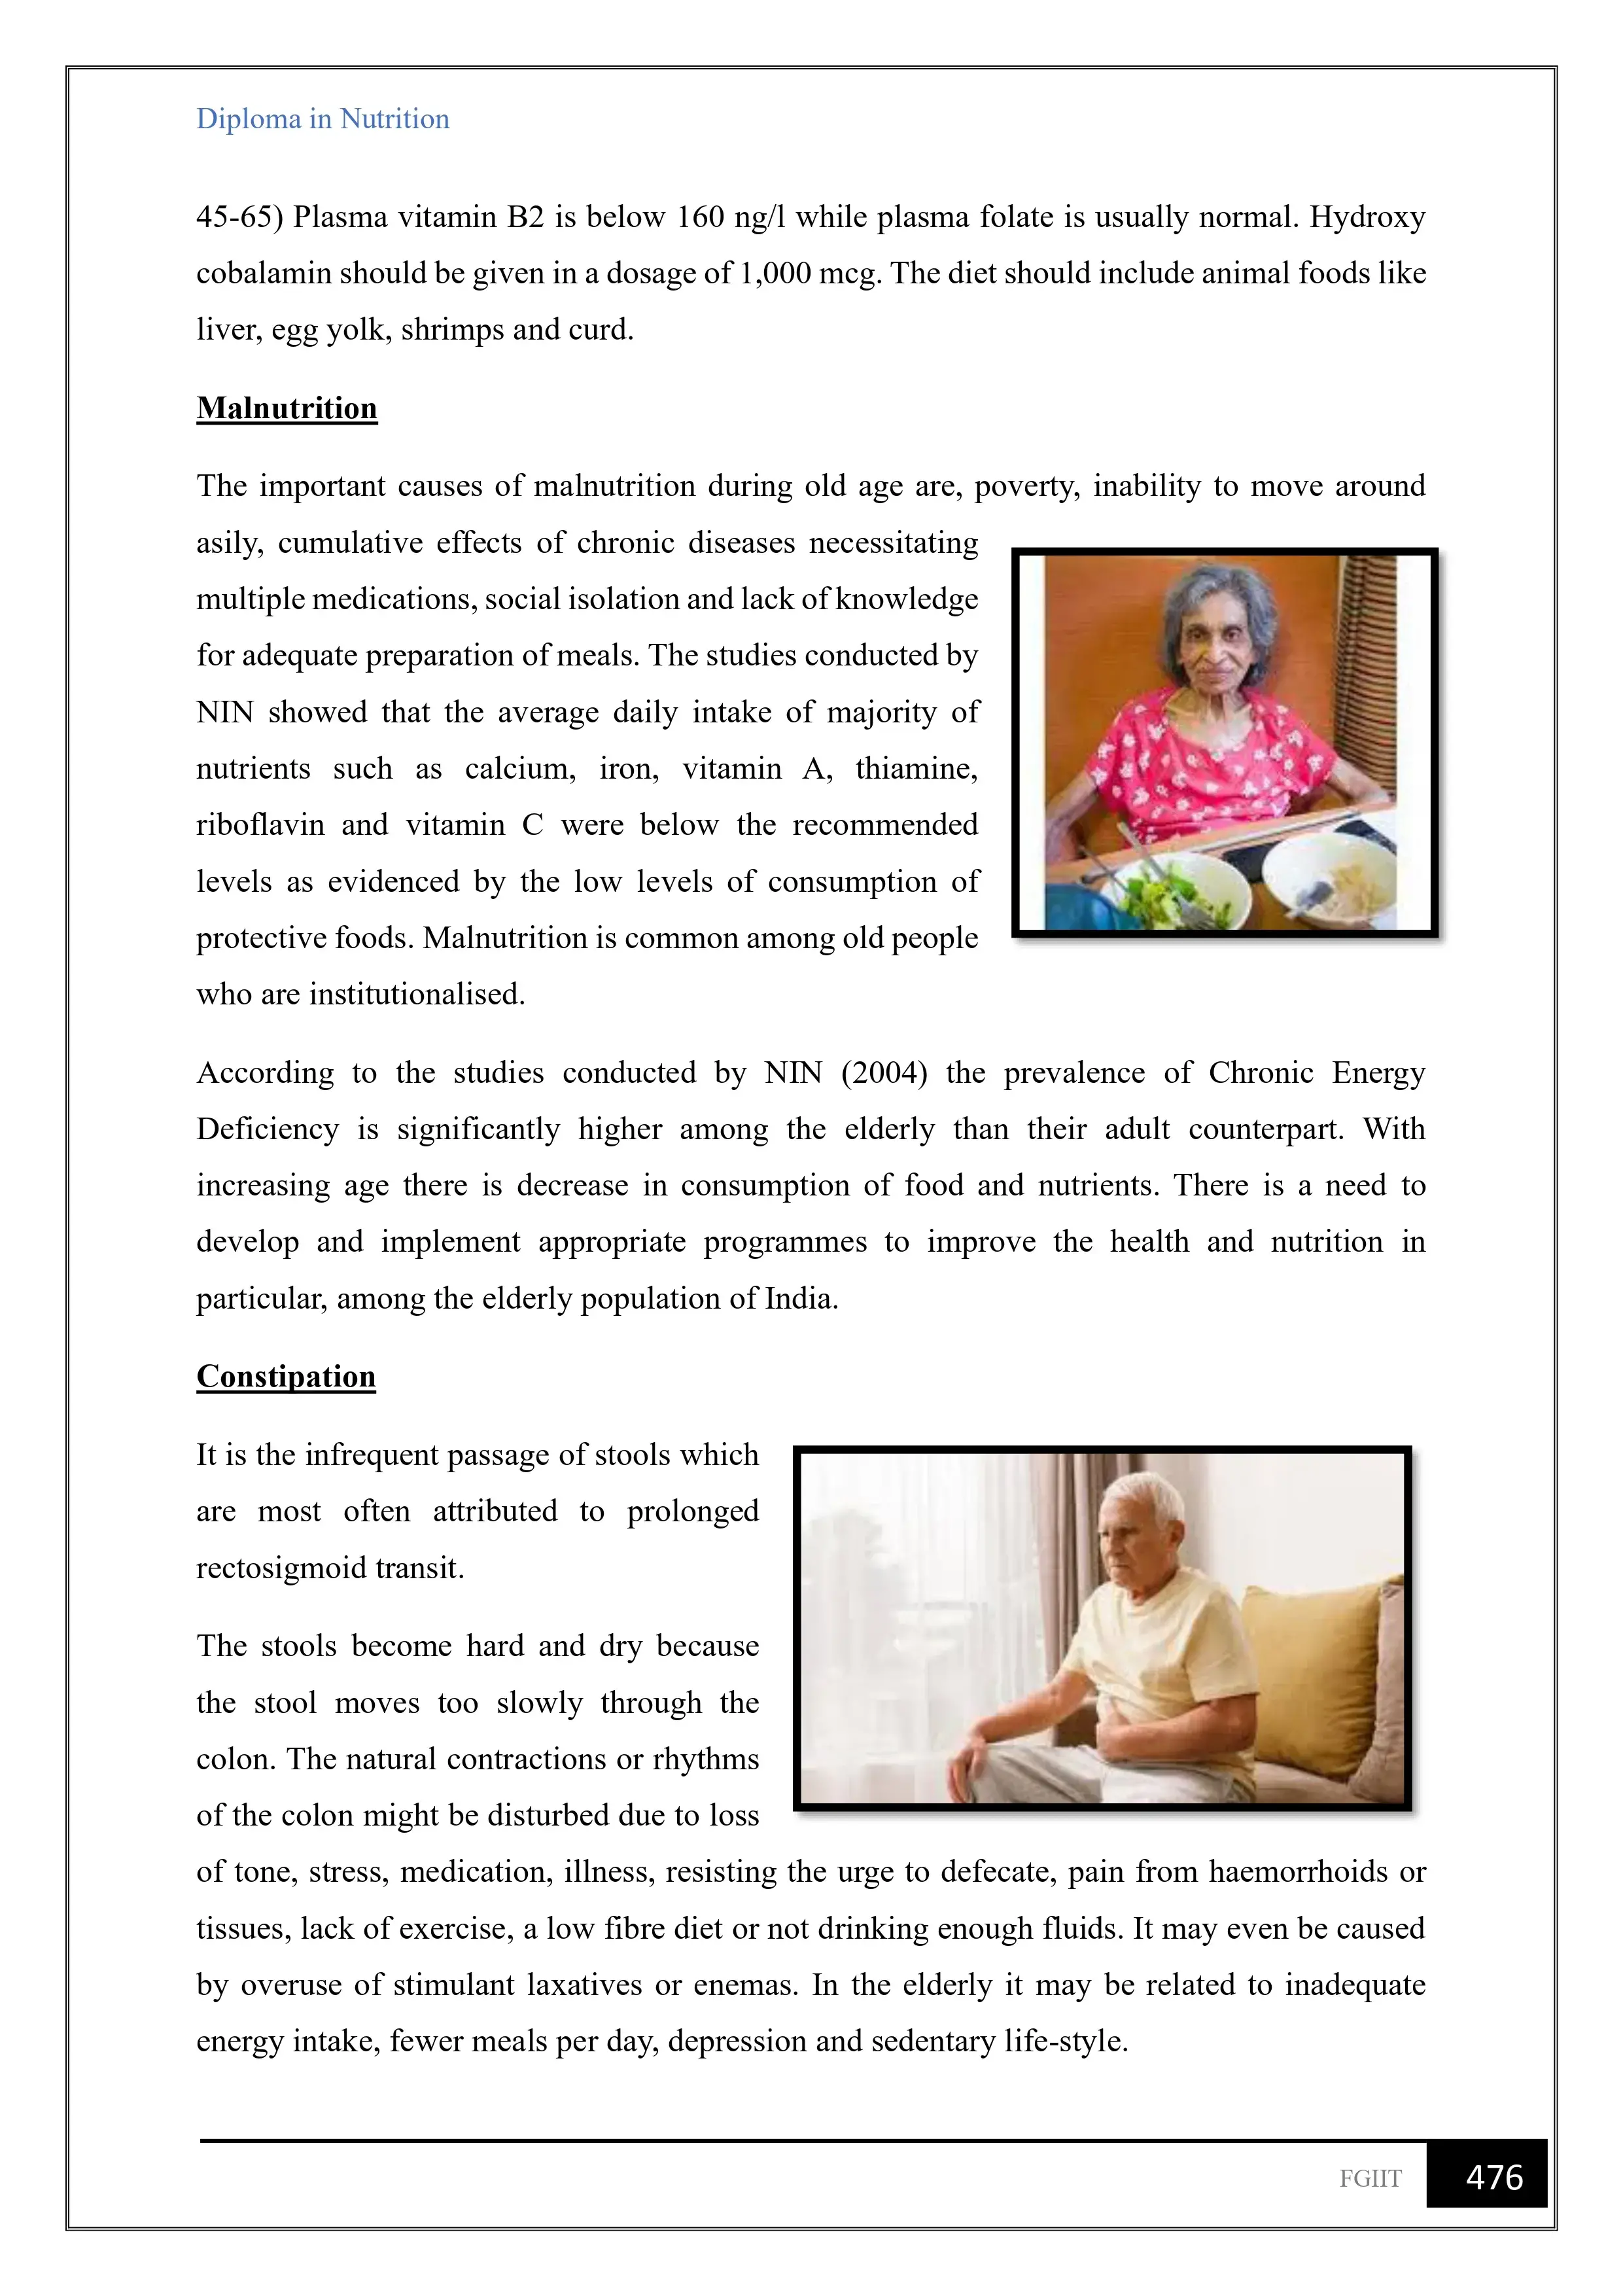 Diploma in Nutrition
45-65) Plasma vitamin B2 is below 160 ng/l while plasma folate is usually normal. Hydroxy
cobalamin should be given in a dosage of 1,000 mcg. The diet should include animal foods like
liver, egg yolk, shrimps and curd.
Malnutrition
The important causes of malnutrition during old age are, poverty, inability to move around
asily, cumulative effects of chronic diseases necessitating
multiple medications, social isolation and lack of knowledge
for adequate preparation of meals. The studies conducted by
NIN showed that the average daily intake of majority of
nutrients such as calcium, iron, vitamin A, thiamine,
riboflavin and vitamin C were below the recommended
levels as evidenced by the low levels of consumption of
protective foods. Malnutrition is common among old people
who are institutionalised.
According to the studies conducted by NIN (2004) the prevalence of Chronic Energy
Deficiency is significantly higher among the elderly than their adult counterpart. With
increasing age there is decrease in consumption of food and nutrients. There is a need to
develop and implement appropriate programmes to improve the health and nutrition in
particular, among the elderly population of India.
Constipation
It is the infrequent passage of stools which
are most often attributed to prolonged
rectosigmoid transit.
The stools become hard and dry because
the stool moves too slowly through the
colon. The natural contractions or rhythms
of the colon might be disturbed due to loss
of tone, stress, medication, illness, resisting the urge to defecate, pain from haemorrhoids or
tissues, lack of exercise, a low fibre diet or not drinking enough fluids. It may even be caused
by overuse of stimulant laxatives or enemas. In the elderly it may be related to inadequate
energy intake, fewer meals per day, depression and sedentary life-style.
FGIIT 476